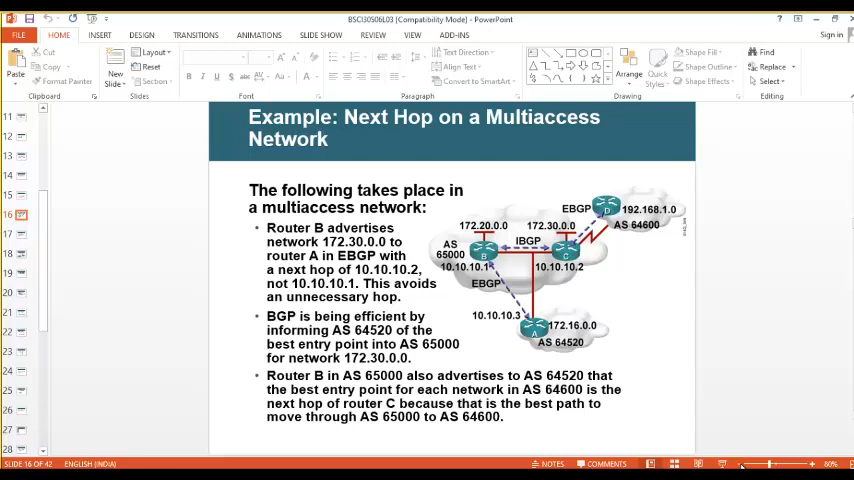 BSCI30S06L03 [Compatibility Mode] - PowerPoint
Sign in
FILE HOME INSERT DESIGN TRANSITIONS ANIMATIONS SLIDE SHOW REVIEW VIEW ADD-INS
Paste
Cut
Copy
Format Painter
Clipboard
New
Slide
Layout
Reset
Section
Slides
Font
Text Direction
Align Text
Convert to SmartArt
Paragraph
Arrange
Quick
Styles
Shape Fill
Shape Outline
Shape Effects
Drawing
Find
Replace
Select
Editing
11
12
13
14
15
16
17
18
19
20
21
22
23
24
25
26
27
28
Example: Next Hop on a Multiaccess
Network
The following takes place in
a multiaccess network:
• Router B advertises
network 172.30.0.0 to
router A in EBGP with
a next hop of 10.10.10.2,
not 10.10.10.1. This avoids
an unnecessary hop.
• BGP is being efficient by
informing AS 64520 of the
best entry point into AS 65000
for network 172.30.0.0.
• Router B in AS 65000 also advertises to AS 64520 that
the best entry point for each network in AS 64600 is the
next hop of router C because that is the best path to
move through AS 65000 to AS 64600.
EBGP
D
192.168.1.0
AS 64600
172.20.0.0
172.30.0.0
AS
65000
IBGP
B
C
10.10.10.1
10.10.10.2
EBGP
10.10.10.3
A
172.16.0.0
AS 64520
SLIDE 16 OF 42 ENGLISH (INDIA)
NOTES COMMENTS 80%